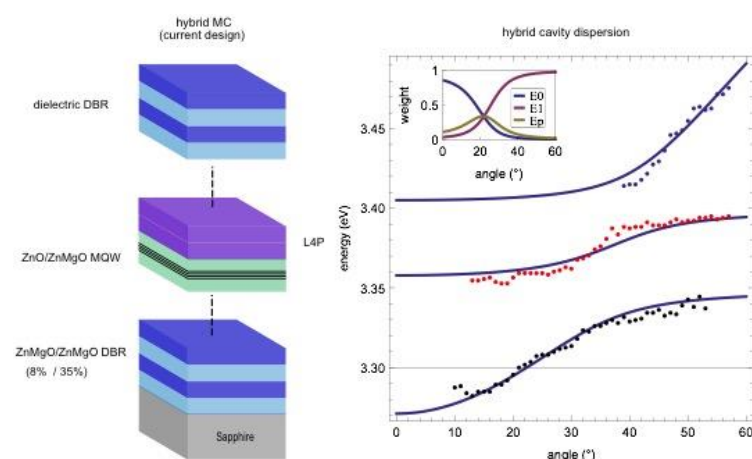 hybrid MC
(current design)
dielectric DBR
ZnO/ZnMgO MQW
L4P
ZnMgO/ZnMgO DBR
(8% / 35%)
Sapphire
hybrid cavity dispersion
energy (eV)
3.45
3.40
3.35
3.30
0
10
20
30
40
50
60
angle (°)
weight
1
0.5
0
E0
E1
Ep
0
20
40
60
angle (°)